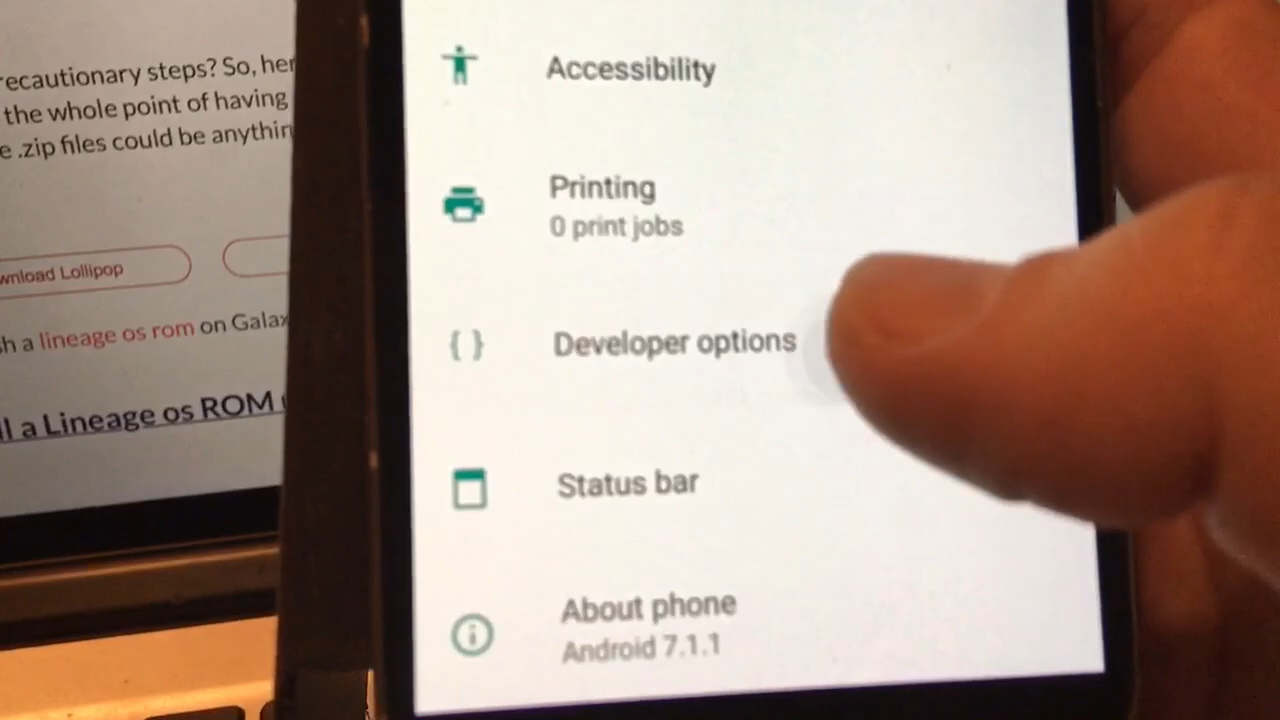 ecautionary steps? So, her
the whole point of having
e .zip files could be anythin
wnload Lollipop
h a lineage os rom on Galax
ll a Lineage os ROM
Accessibility
Printing
0 print jobs
{ } Developer options
Status bar
About phone
Android 7.1.1